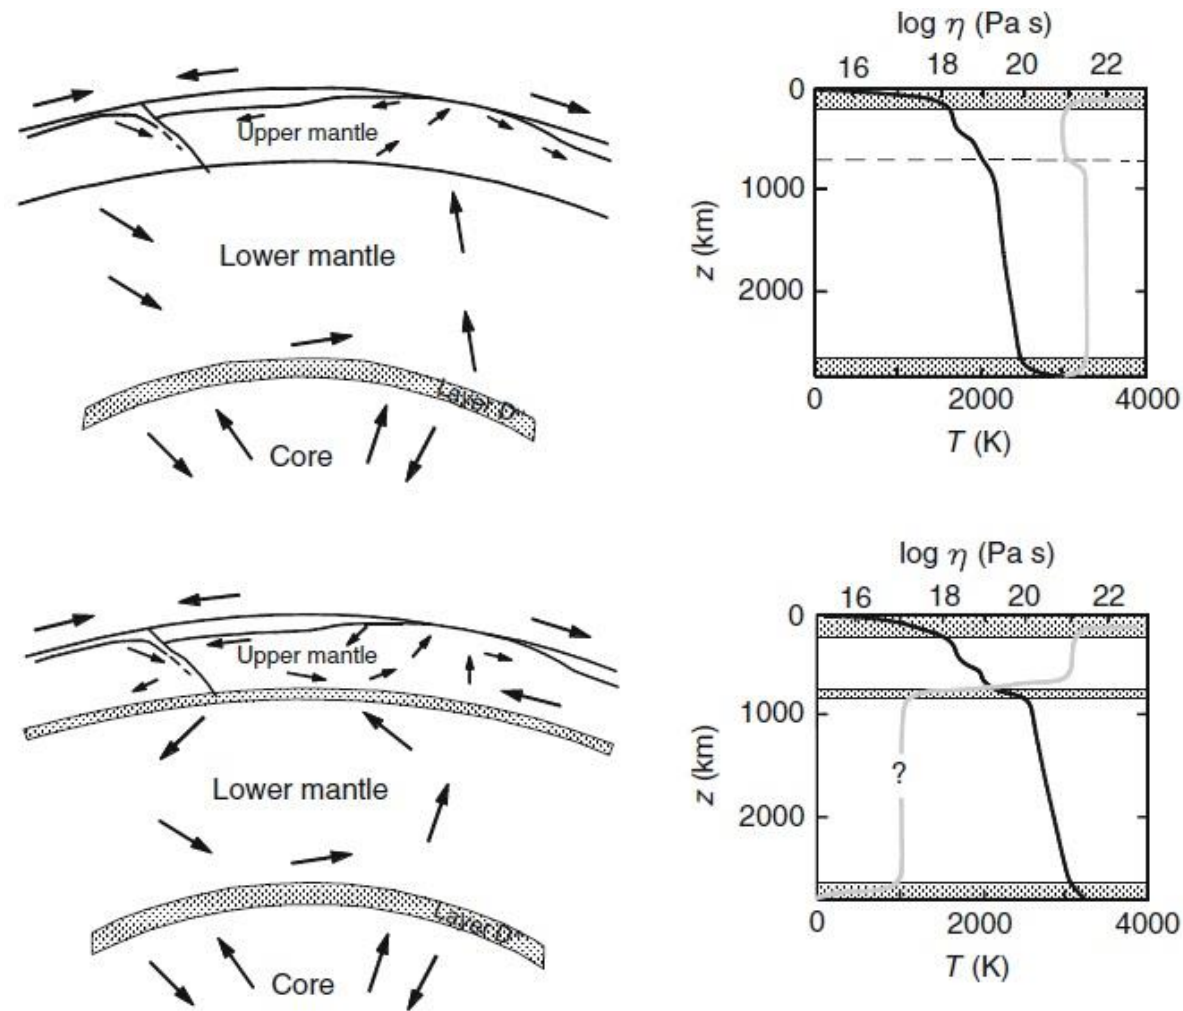 Upper mantle
Lower mantle
Layer D"
Core
log η (Pa s)
16 18 20 22
0
1000
2000
z (km)
0 2000 4000
T (K)
Upper mantle
Lower mantle
Layer D"
Core
log η (Pa s)
16 18 20 22
0
1000
2000
z (km)
?
0 2000 4000
T (K)